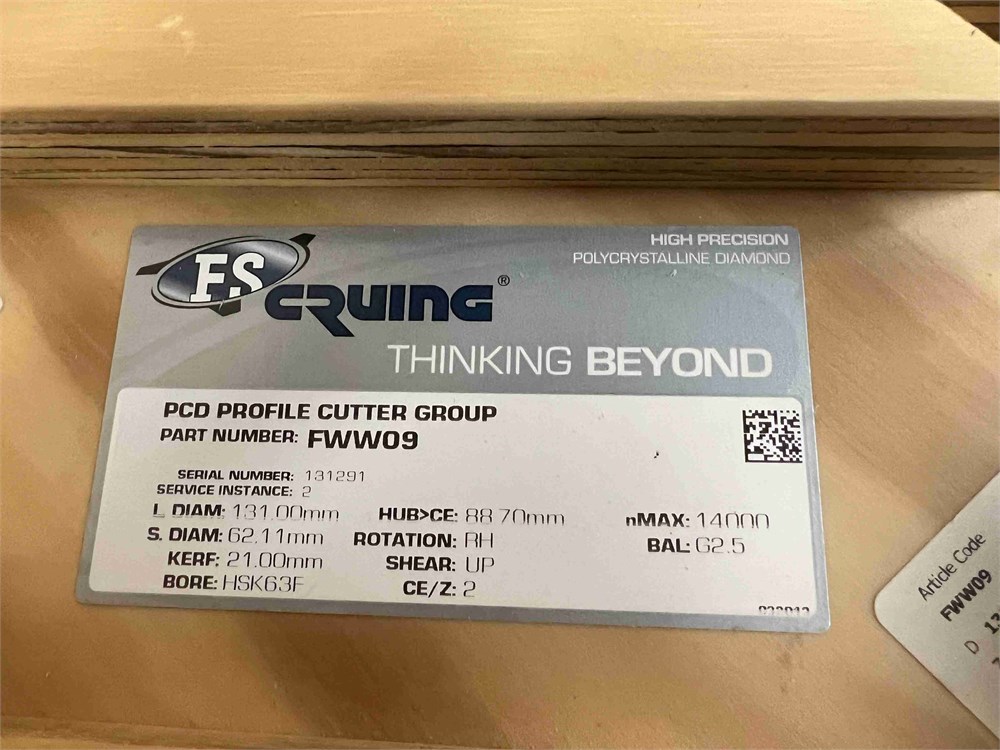 HIGH PRECISION
POLYCRYSTALLINE DIAMOND
FS
CRUING®
THINKING BEYOND
PCD PROFILE CUTTER GROUP
PART NUMBER: FWW09
SERIAL NUMBER: 131291
SERVICE INSTANCE: 2
L DIAM: 131.00mm HUB>CE: 88.70mm nMAX: 14000
S. DIAM: 62.11mm ROTATION: RH BAL: G2.5
KERF: 21.00mm SHEAR: UP
BORE: HSK63F CE/Z: 2
Article Code
FWW09
D